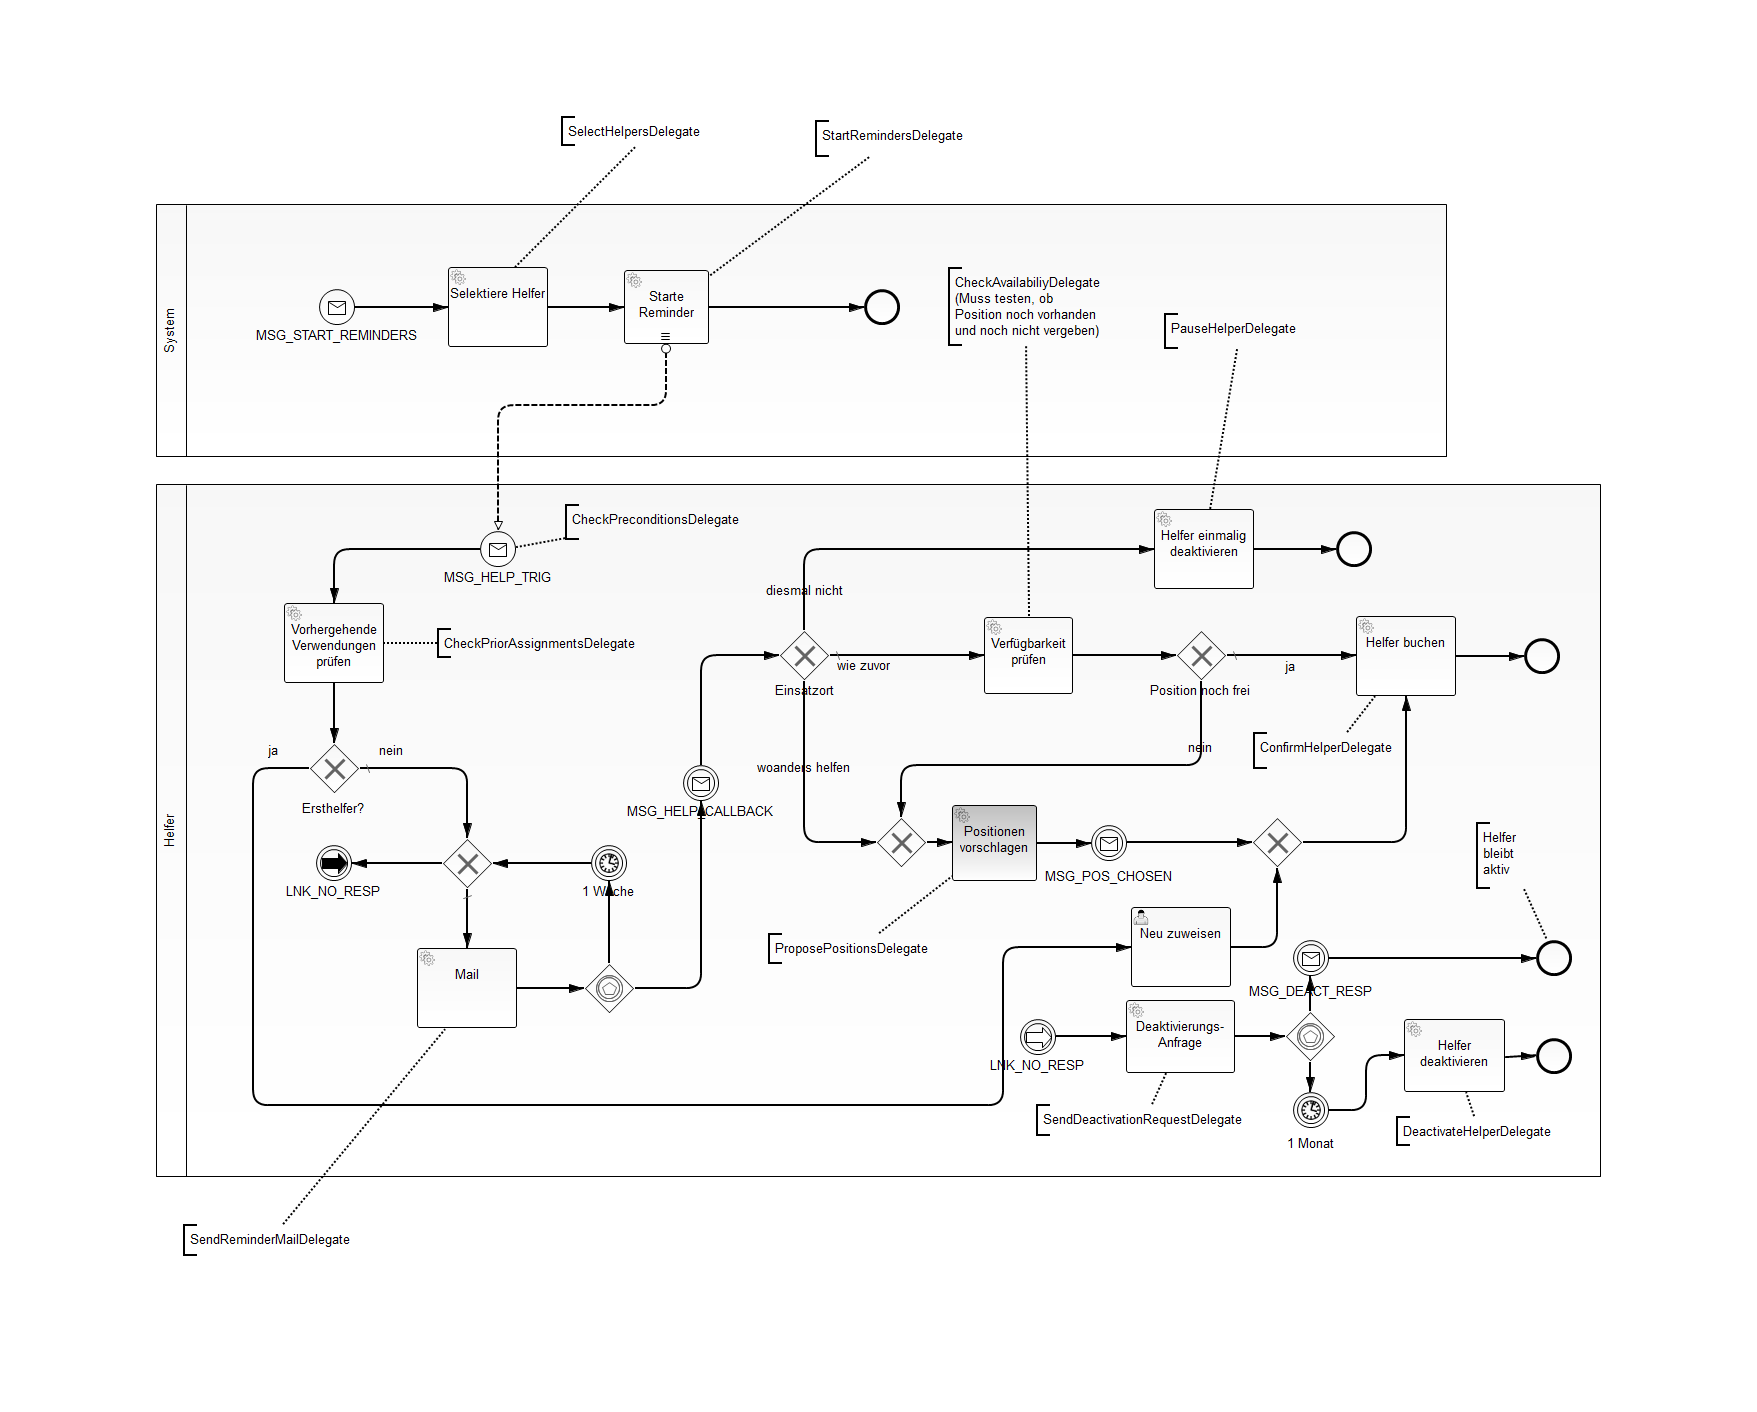 SelectHelpersDelegate
StartRemindersDelegate
System
MSG_START_REMINDERS
Selektiere Helfer
Starte
Reminder
CheckAvailabiliyDelegate
(Muss testen, ob
Position noch vorhanden
und noch nicht vergeben)
PauseHelperDelegate
Helfer
CheckPreconditionsDelegate
MSG_HELP_TRIG
Helfer einmalig
deaktivieren
diesmal nicht
Vorhergehende
Verwendungen
prüfen
CheckPriorAssignmentsDelegate
Verfügbarkeit
prüfen
Helfer buchen
wie zuvor
ja
Einsatzort
Position noch frei
ja
nein
nein
ConfirmHelperDelegate
woanders helfen
Ersthelfer?
MSG_HELP_CALLBACK
Positionen
vorschlagen
Helfer
bleibt
aktiv
LNK_NO_RESP
1 Woche
MSG_POS_CHOSEN
Neu zuweisen
ProposePositionsDelegate
Mail
MSG_DEACT_RESP
Deaktivierungs-
Anfrage
Helfer
deaktivieren
LNK_NO_RESP
SendDeactivationRequestDelegate
1 Monat
DeactivateHelperDelegate
SendReminderMailDelegate